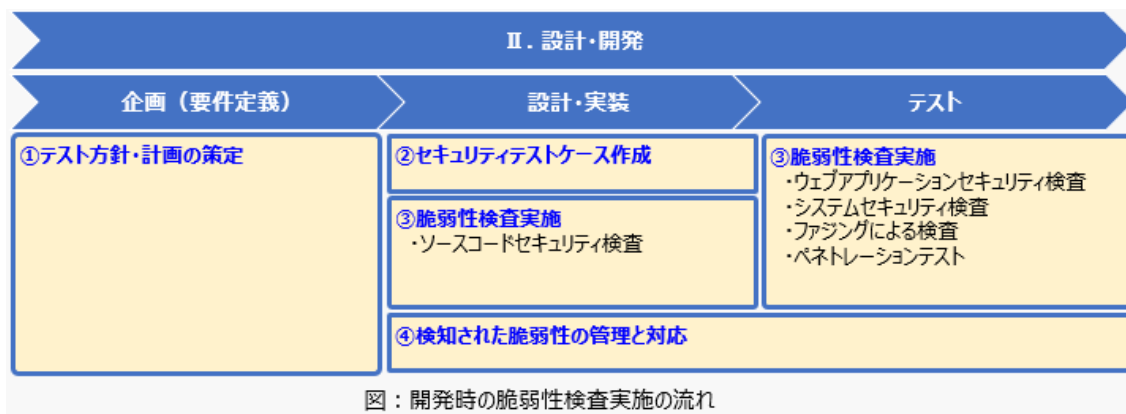 Ⅱ．設計・開発
企画（要件定義）
設計・実装
テスト
①テスト方針・計画の策定
②セキュリティテストケース作成
③脆弱性検査実施
・ソースコードセキュリティ検査
③脆弱性検査実施
・ウェブアプリケーションセキュリティ検査
・システムセキュリティ検査
・ファジングによる検査
・ペネトレーションテスト
④検知された脆弱性の管理と対応
図：開発時の脆弱性検査実施の流れ